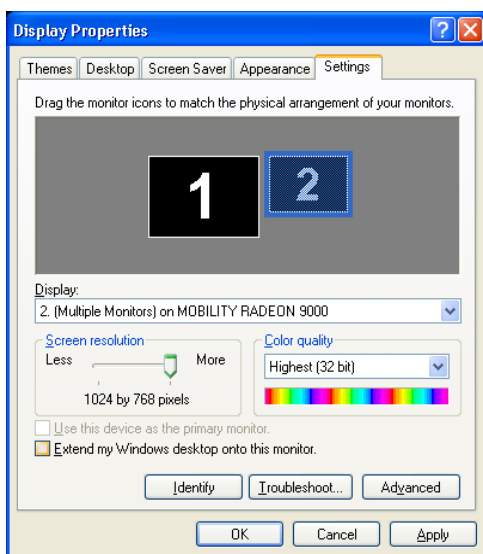 Display Properties
Themes Desktop Screen Saver Appearance Settings
Drag the monitor icons to match the physical arrangement of your monitors.
1 2
Display:
2. (Multiple Monitors) on MOBILITY RADEON 9000
Screen resolution Color quality
Less More Highest (32 bit)
1024 by 768 pixels
Use this device as the primary monitor.
Extend my Windows desktop onto this monitor.
Identify Troubleshoot... Advanced
OK Cancel Apply